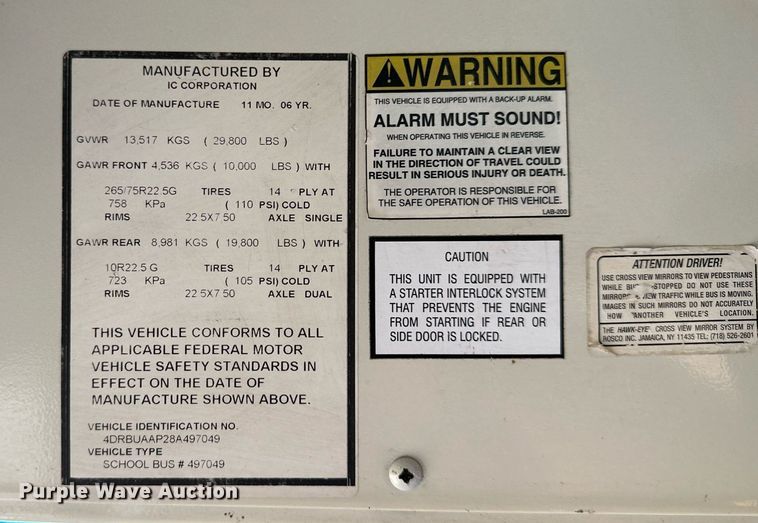 MANUFACTURED BY
IC CORPORATION
DATE OF MANUFACTURE 11 MO. 06 YR.
GVWR 13,517 KGS ( 29,800 LBS )
GAWR FRONT 4,536 KGS ( 10,000 LBS ) WITH
265/75R22.5G TIRES 14 PLY AT
758 KPa ( 110 PSI) COLD
RIMS 22.5X7.50 AXLE SINGLE
GAWR REAR 8,981 KGS ( 19,800 LBS ) WITH
10R22.5 G TIRES 14 PLY AT
723 KPa ( 105 PSI) COLD
RIMS 22.5X7.50 AXLE DUAL
THIS VEHICLE CONFORMS TO ALL
APPLICABLE FEDERAL MOTOR
VEHICLE SAFETY STANDARDS IN
EFFECT ON THE DATE OF
MANUFACTURE SHOWN ABOVE.
VEHICLE IDENTIFICATION NO.
4DRBUAAP28A497049
VEHICLE TYPE
SCHOOL BUS # 497049
WARNING
THIS VEHICLE IS EQUIPPED WITH A BACK-UP ALARM.
ALARM MUST SOUND!
WHEN OPERATING THIS VEHICLE IN REVERSE.
FAILURE TO MAINTAIN A CLEAR VIEW
IN THE DIRECTION OF TRAVEL COULD
RESULT IN SERIOUS INJURY OR DEATH.
THE OPERATOR IS RESPONSIBLE FOR
THE SAFE OPERATION OF THIS VEHICLE.
LAB-200
CAUTION
THIS UNIT IS EQUIPPED WITH
A STARTER INTERLOCK SYSTEM
THAT PREVENTS THE ENGINE
FROM STARTING IF REAR OR
SIDE DOOR IS LOCKED.
ATTENTION DRIVER!
USE CROSS VIEW MIRRORS TO VIEW PEDESTRIANS
WHILE STOPPED DO NOT USE THESE
VIEW TRAFFIC WHILE BUS IS MOVING.
IMAGES IN SUCH MIRRORS DO NOT ACCURATELY
HOW ANOTHER VEHICLE'S LOCATION.
THE HAWK-EYE CROSS VIEW MIRROR SYSTEM BY
ROSCO INC. JAMAICA, NY 11435 TEL: (718) 526-2601
Purple Wave Auction